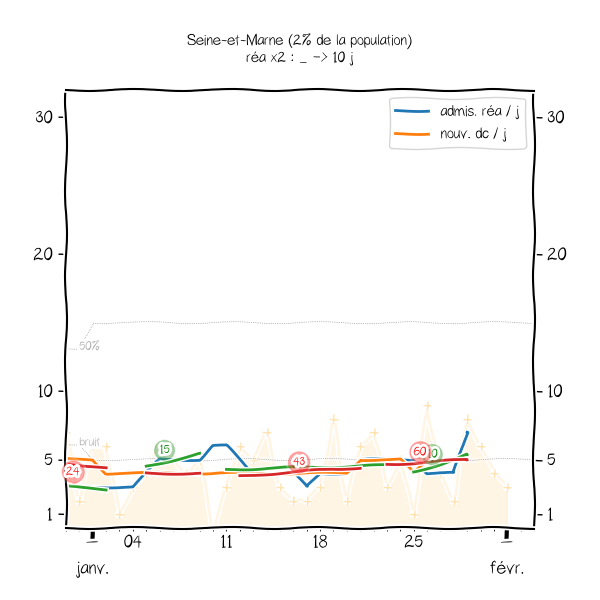 Seine-et-Marne (2% de la population)
réa x2 : _ -> 10 j
admis. réa / j
nouv. dc / j
30
30
20
20
50%
10
10
bruit
15
60
43
24
5
5
1
1
04
11
18
25
janv.
févr.